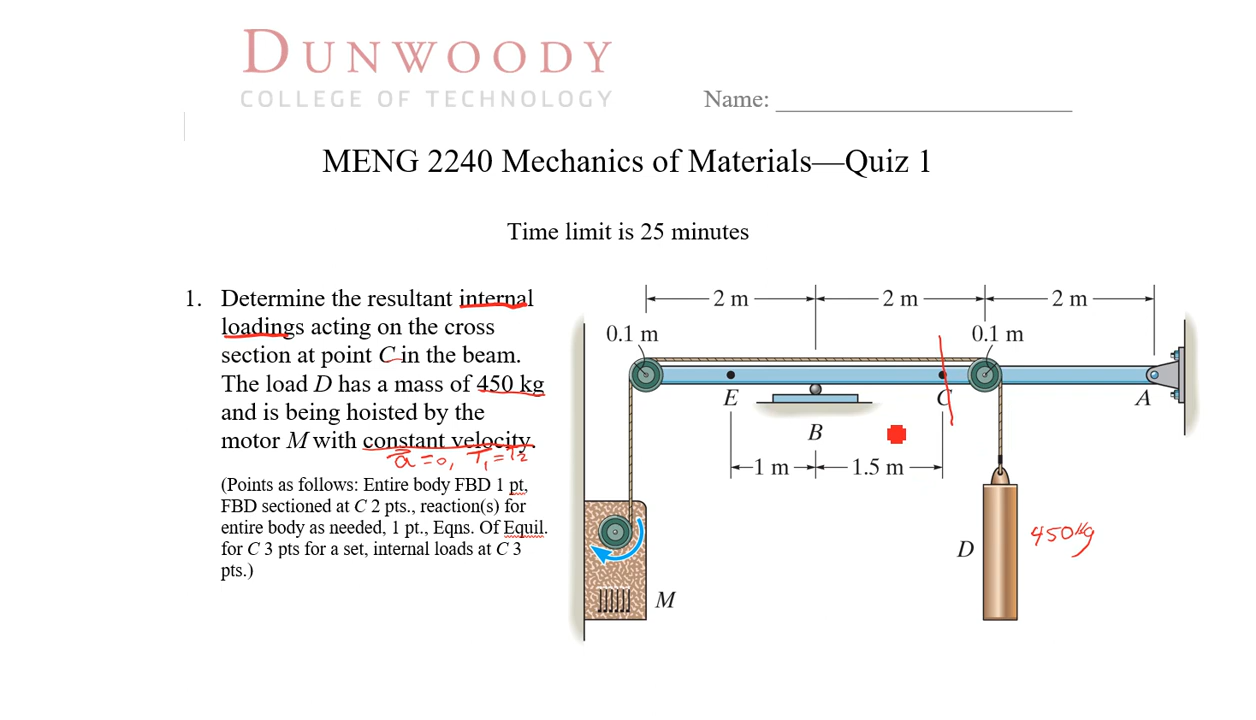 DUNWOODY
COLLEGE OF TECHNOLOGY
Name:
MENG 2240 Mechanics of Materials—Quiz 1
Time limit is 25 minutes
1. Determine the resultant internal
loadings acting on the cross
section at point C in the beam.
The load D has a mass of 450 kg
and is being hoisted by the
motor M with constant velocity.
a = 0, T₁ = T₂
(Points as follows: Entire body FBD 1 pt,
FBD sectioned at C 2 pts., reaction(s) for
entire body as needed, 1 pt., Eqns. Of Equil.
for C 3 pts for a set, internal loads at C 3
pts.)
2 m 2 m 2 m
0.1 m 0.1 m
E C A
B
1 m 1.5 m
D 450 kg
M